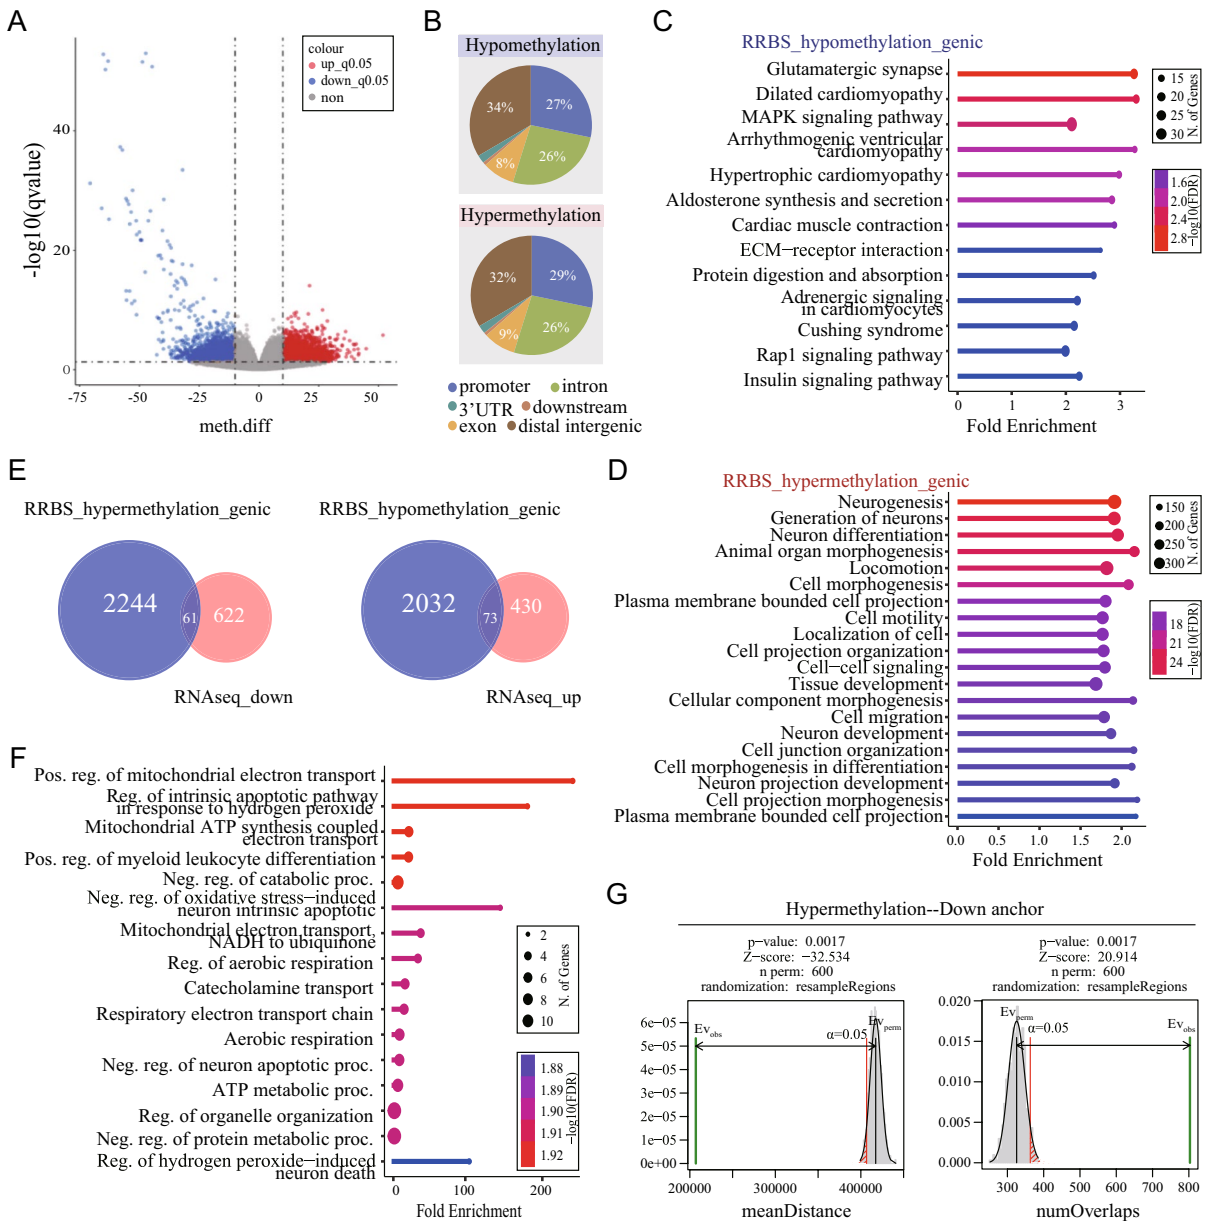 A
-log10(qvalue)
40
20
0
-75
-50
-25
0
25
50
meth.diff
colour
up_q0.05
down_q0.05
non
B
Hypomethylation
34%
27%
26%
8%
Hypermethylation
32%
29%
26%
9%
promoter
intron
3'UTR
downstream
exon
distal intergenic
C
RRBS_hypomethylation_genic
Glutamatergic synapse
Dilated cardiomyopathy
MAPK signaling pathway
Arrhythmogenic ventricular
cardiomyopathy
Hypertrophic cardiomyopathy
Aldosterone synthesis and secretion
Cardiac muscle contraction
ECM−receptor interaction
Protein digestion and absorption
Adrenergic signaling
in cardiomyocytes
Cushing syndrome
Rap1 signaling pathway
Insulin signaling pathway
0
1
2
3
Fold Enrichment
15
20
25
30
N. of Genes
1.6
2.0
2.4
2.8
−log10(FDR)
E
RRBS_hypermethylation_genic
2244
61
622
RNAseq_down
RRBS_hypomethylation_genic
2032
73
430
RNAseq_up
D
RRBS_hypermethylation_genic
Neurogenesis
Generation of neurons
Neuron differentiation
Animal organ morphogenesis
Locomotion
Cell morphogenesis
Plasma membrane bounded cell projection
Cell motility
Localization of cell
Cell projection organization
Cell−cell signaling
Tissue development
Cellular component morphogenesis
Cell migration
Neuron development
Cell junction organization
Cell morphogenesis in differentiation
Neuron projection development
Cell projection morphogenesis
Plasma membrane bounded cell projection
0.0
0.5
1.0
1.5
2.0
Fold Enrichment
150
200
250
300
N. of Genes
18
21
24
−log10(FDR)
F
Pos. reg. of mitochondrial electron transport
Reg. of intrinsic apoptotic pathway
in response to hydrogen peroxide
Mitochondrial ATP synthesis coupled
electron transport
Pos. reg. of myeloid leukocyte differentiation
Neg. reg. of catabolic proc.
Neg. reg. of oxidative stress−induced
neuron intrinsic apoptotic
Mitochondrial electron transport,
NADH to ubiquinone
Reg. of aerobic respiration
Catecholamine transport
Respiratory electron transport chain
Aerobic respiration
Neg. reg. of neuron apoptotic proc.
ATP metabolic proc.
Reg. of organelle organization
Neg. reg. of protein metabolic proc.
Reg. of hydrogen peroxide−induced
neuron death
0
100
200
Fold Enrichment
2
4
6
8
10
N. of Genes
1.88
1.89
1.90
1.91
1.92
−log10(FDR)
G
Hypermethylation--Down anchor
p-value: 0.0017
Z-score: −32.534
n perm: 600
randomization: resampleRegions
6e−05
5e−05
4e−05
3e−05
2e−05
1e−05
0e+00
Evobs
α=0.05
Evperm
200000
300000
400000
meanDistance
p-value: 0.0017
Z-score: 20.914
n perm: 600
randomization: resampleRegions
0.020
0.015
0.010
0.005
0.000
Evperm
α=0.05
Evobs
300
400
500
600
700
800
numOverlaps